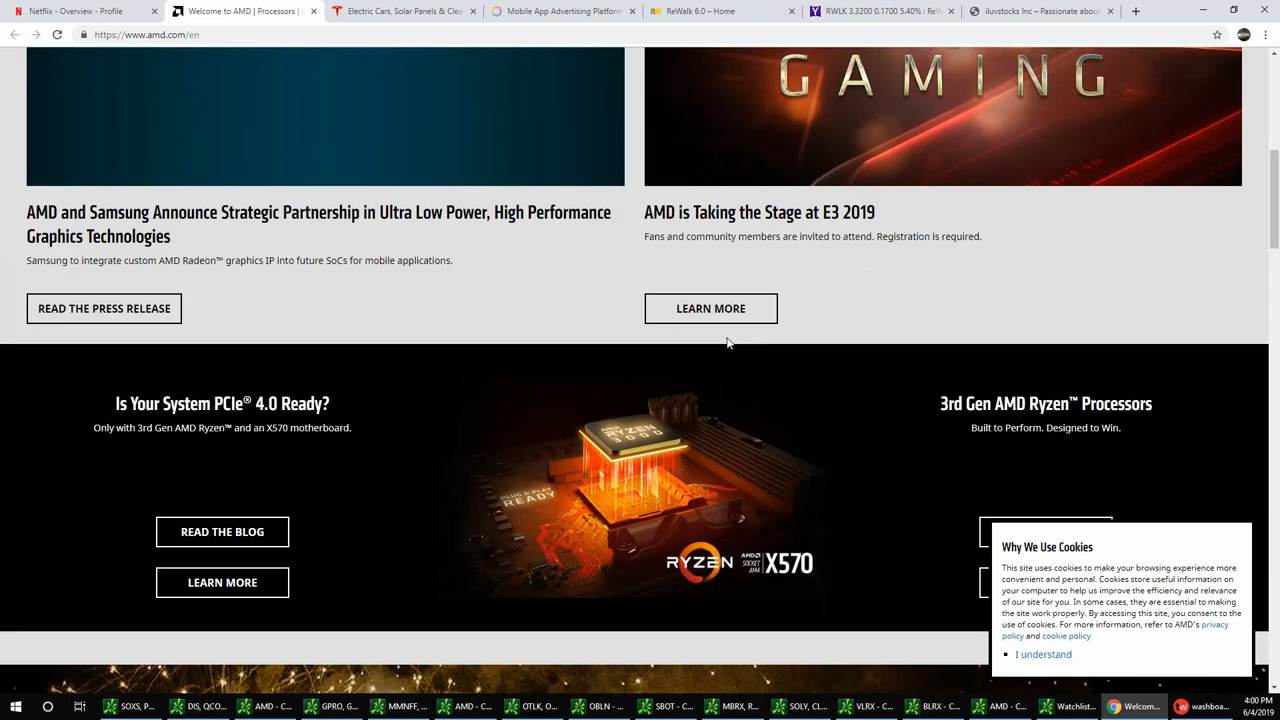 Netflix - Overview - Profile
Welcome to AMD | Processors | G
Electric Cars, Solar Panels & Clea
Mobile App Advertising Platform
ReWalk 6.0 – Home
RWLK 3.3200 0.1700 5.40% : ReW
iluvstocks Inc – Passionate about
https://www.amd.com/en
GAMING
AMD and Samsung Announce Strategic Partnership in Ultra Low Power, High Performance
Graphics Technologies
Samsung to integrate custom AMD Radeon™ graphics IP into future SoCs for mobile applications.
READ THE PRESS RELEASE
AMD is Taking the Stage at E3 2019
Fans and community members are invited to attend. Registration is required.
LEARN MORE
Is Your System PCIe® 4.0 Ready?
Only with 3rd Gen AMD Ryzen™ and an X570 motherboard.
READ THE BLOG
LEARN MORE
RYZEN
3000
PLUG & PLAY
READY
RYZEN
AMD
SOCKET
AM4
X570
3rd Gen AMD Ryzen™ Processors
Built to Perform. Designed to Win.
Why We Use Cookies
This site uses cookies to make your browsing experience more
convenient and personal. Cookies store useful information on
your computer to help us improve the efficiency and relevance
of our site for you. In some cases, they are essential to making
the site work properly. By accessing this site, you consent to the
use of cookies. For more information, refer to AMD's privacy
policy and cookie policy
I understand
SOXS, P...
DIS, QCO...
AMD - C...
GPRO, G...
MMNFF, ...
AMD - C...
OTLK, O...
OBLN - ...
SBOT - C...
MBRX, R...
SOLY, CL...
VLRX - C...
BLRX - C...
AMD - C...
Watchlist...
Welcom...
washboa...
4:00 PM
6/4/2019